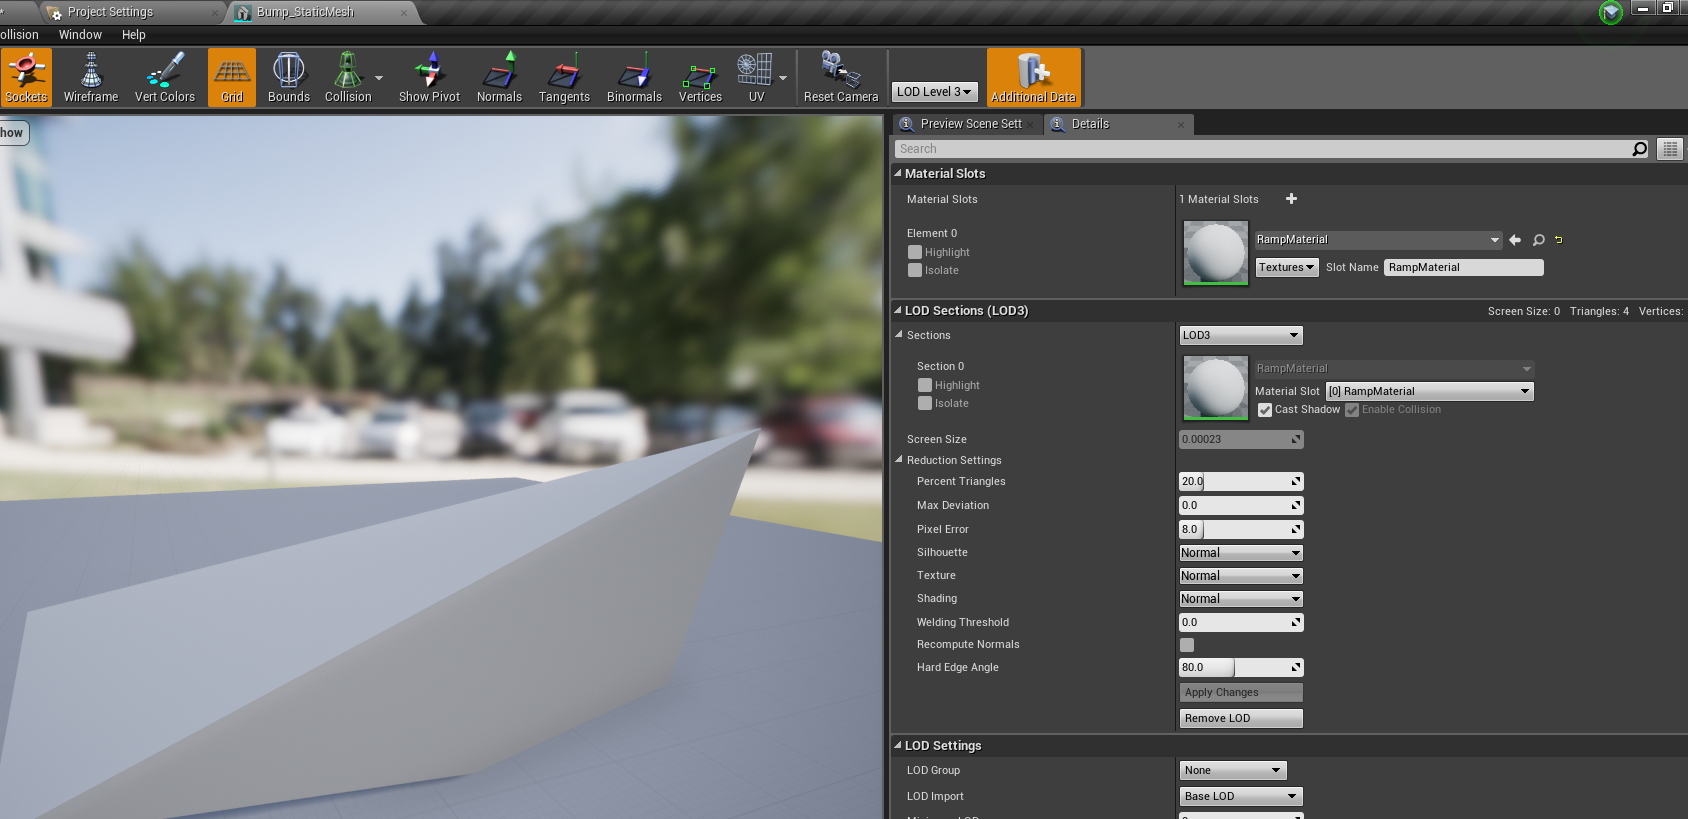 Project Settings
Bump_StaticMesh
ollision Window Help
Sockets Wireframe Vert Colors Grid Bounds Collision Show Pivot Normals Tangents Binormals Vertices UV Reset Camera LOD Level 3 Additional Data
how
Preview Scene Sett Details
Search
Material Slots
Material Slots 1 Material Slots
Element 0
Highlight
Isolate
RampMaterial
Textures Slot Name RampMaterial
LOD Sections (LOD3) Screen Size: 0 Triangles: 4 Vertices:
Sections LOD3
Section 0
Highlight
Isolate
RampMaterial
Material Slot [0] RampMaterial
Cast Shadow Enable Collision
Screen Size 0.00023
Reduction Settings
Percent Triangles 20.0
Max Deviation 0.0
Pixel Error 8.0
Silhouette Normal
Texture Normal
Shading Normal
Welding Threshold 0.0
Recompute Normals
Hard Edge Angle 80.0
Apply Changes
Remove LOD
LOD Settings
LOD Group None
LOD Import Base LOD